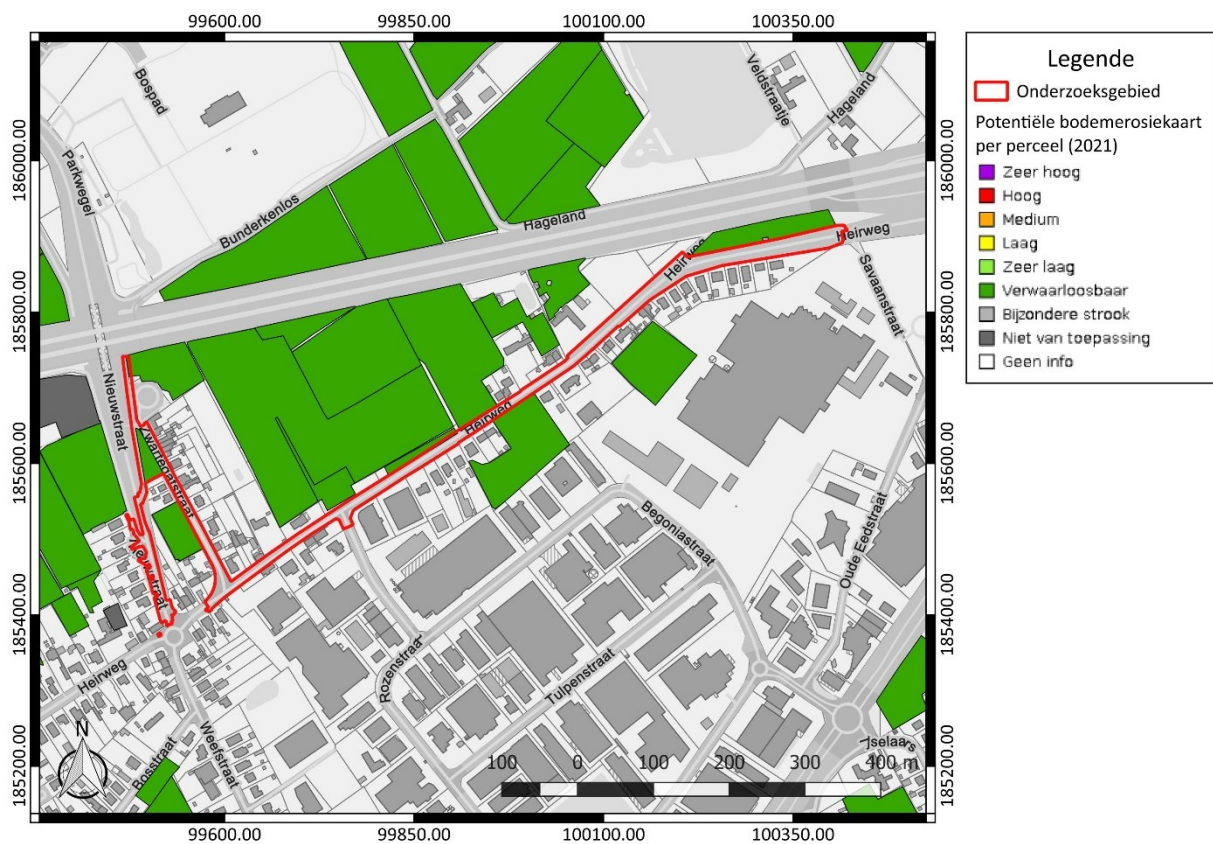 99600.00 99850.00 100100.00 100350.00
186000.00
185800.00
185600.00
185400.00
185200.00
Bospad
Parkwegel
Bunderkenlos
Veldstraatje
Hageland
Hageland
Heirweg
Heirweg
Savaanstraat
Nieuwstraat
Zwartegatstraat
Heirweg
Nieuwstraat
Begoniastraat
Oude Eedstraat
Heirweg
Rozenstraat
Tulpenstraat
Weefstraat
Bosstraat
Iselaars
N
100 0 100 200 300 400 m
186000.00
185800.00
185600.00
185400.00
185200.00
99600.00 99850.00 100100.00 100350.00
Legende
Onderzoeksgebied
Potentiële bodemerosiekaart
per perceel (2021)
Zeer hoog
Hoog
Medium
Laag
Zeer laag
Verwaarloosbaar
Bijzondere strook
Niet van toepassing
Geen info